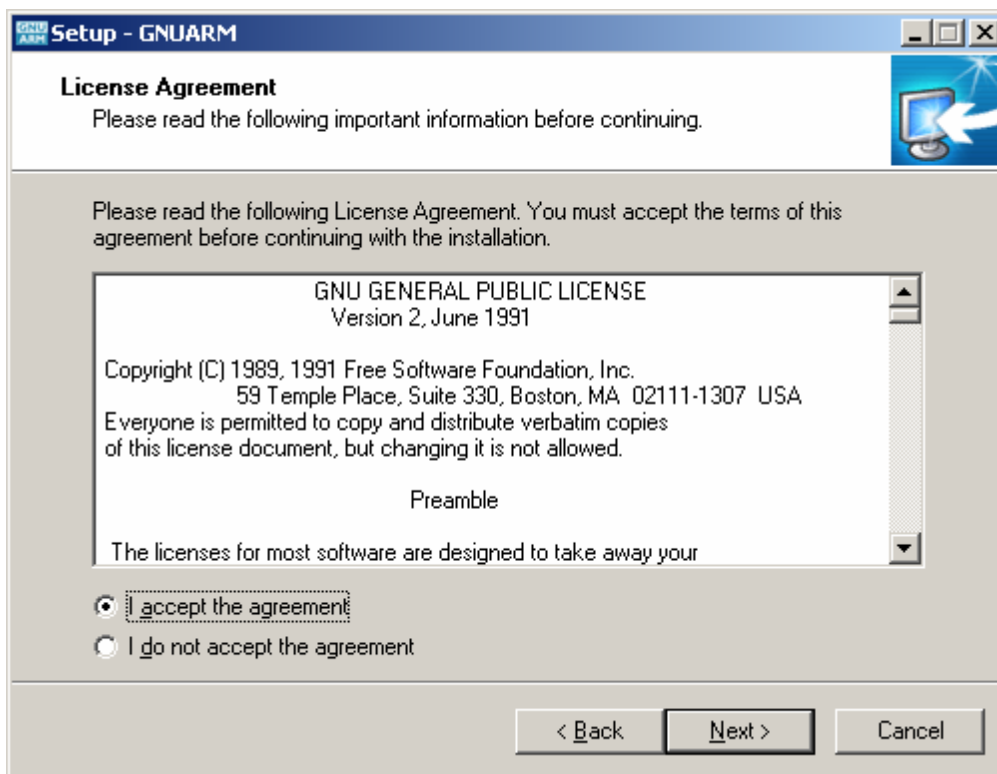 GNU ARM Setup - GNUARM
License Agreement
Please read the following important information before continuing.
Please read the following License Agreement. You must accept the terms of this
agreement before continuing with the installation.
GNU GENERAL PUBLIC LICENSE
Version 2, June 1991
Copyright (C) 1989, 1991 Free Software Foundation, Inc.
59 Temple Place, Suite 330, Boston, MA  02111-1307  USA
Everyone is permitted to copy and distribute verbatim copies
of this license document, but changing it is not allowed.
Preamble
The licenses for most software are designed to take away your
I accept the agreement
I do not accept the agreement
< Back Next > Cancel